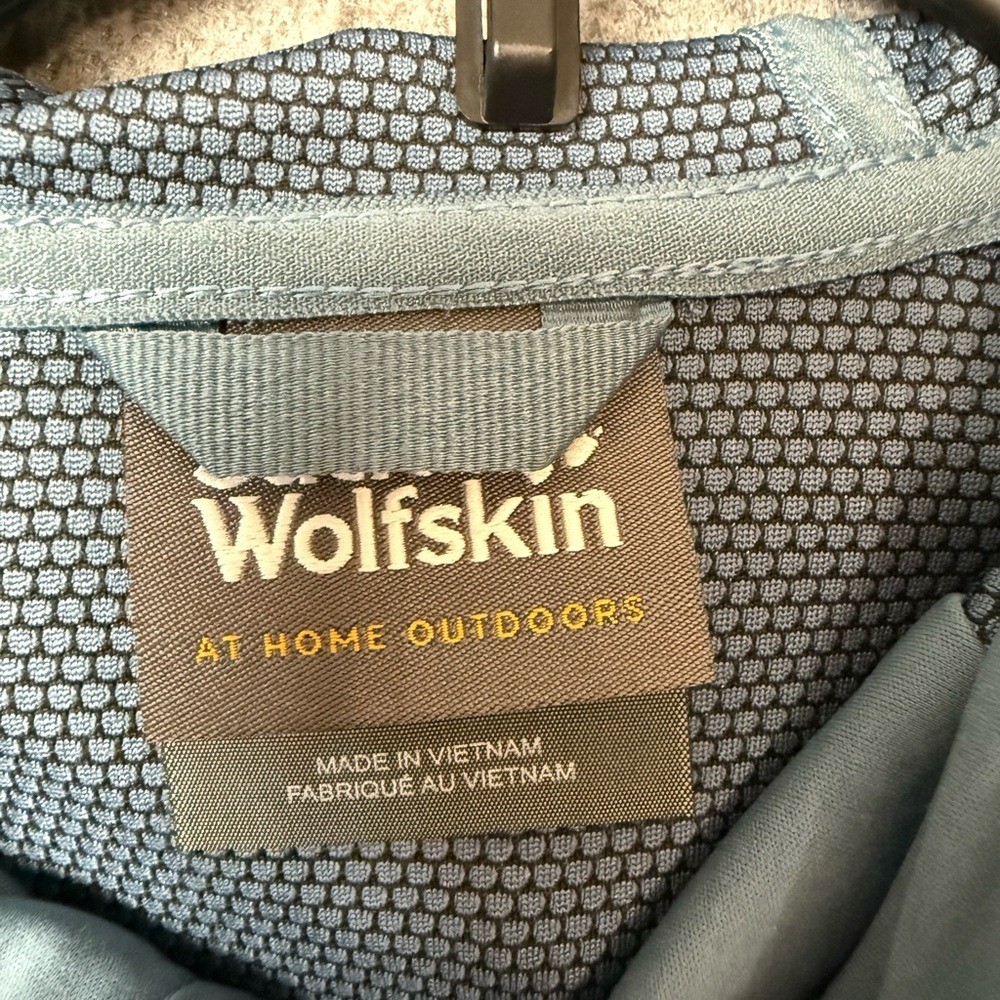 Wolfskin
AT HOME OUTDOORS
MADE IN VIETNAM
FABRIQUÉ AU VIETNAM